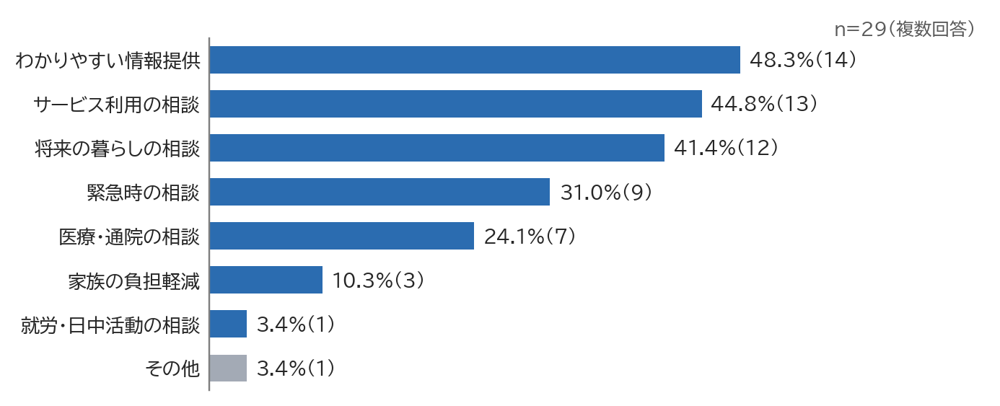 n=29(複数回答)
わかりやすい情報提供 48.3%(14)
サービス利用の相談 44.8%(13)
将来の暮らしの相談 41.4%(12)
緊急時の相談 31.0%(9)
医療・通院の相談 24.1%(7)
家族の負担軽減 10.3%(3)
就労・日中活動の相談 3.4%(1)
その他 3.4%(1)